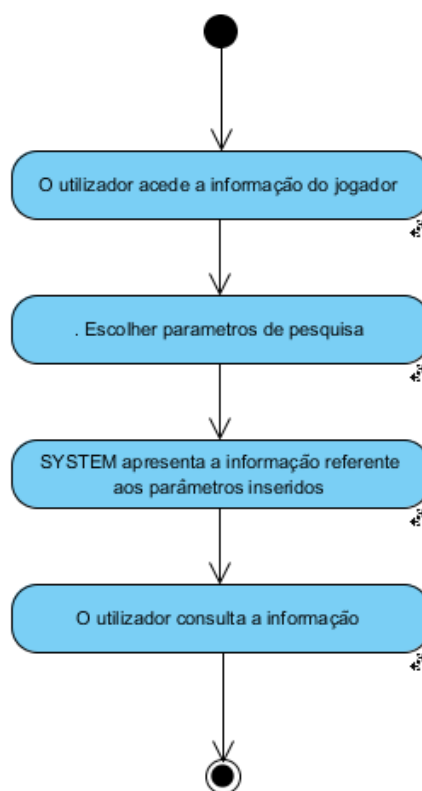 O utilizador acede a informação do jogador
. Escolher parametros de pesquisa
SYSTEM apresenta a informação referente
aos parâmetros inseridos
O utilizador consulta a informação